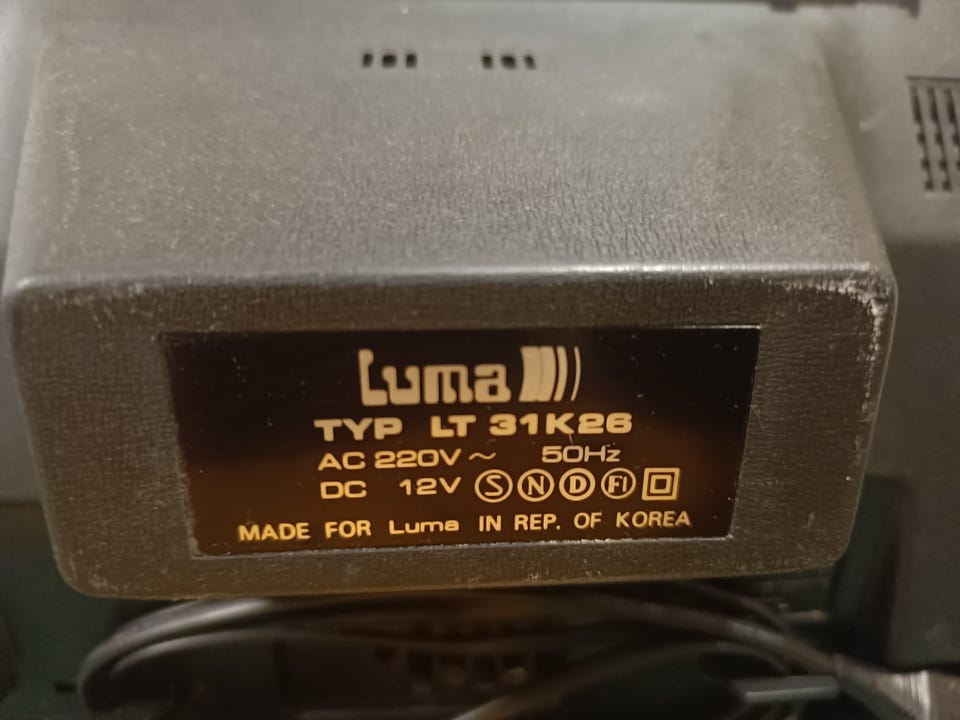 Luma
TYP LT 31K26
AC 220V ~ 50Hz
DC 12V S N D FI
MADE FOR Luma IN REP. OF KOREA